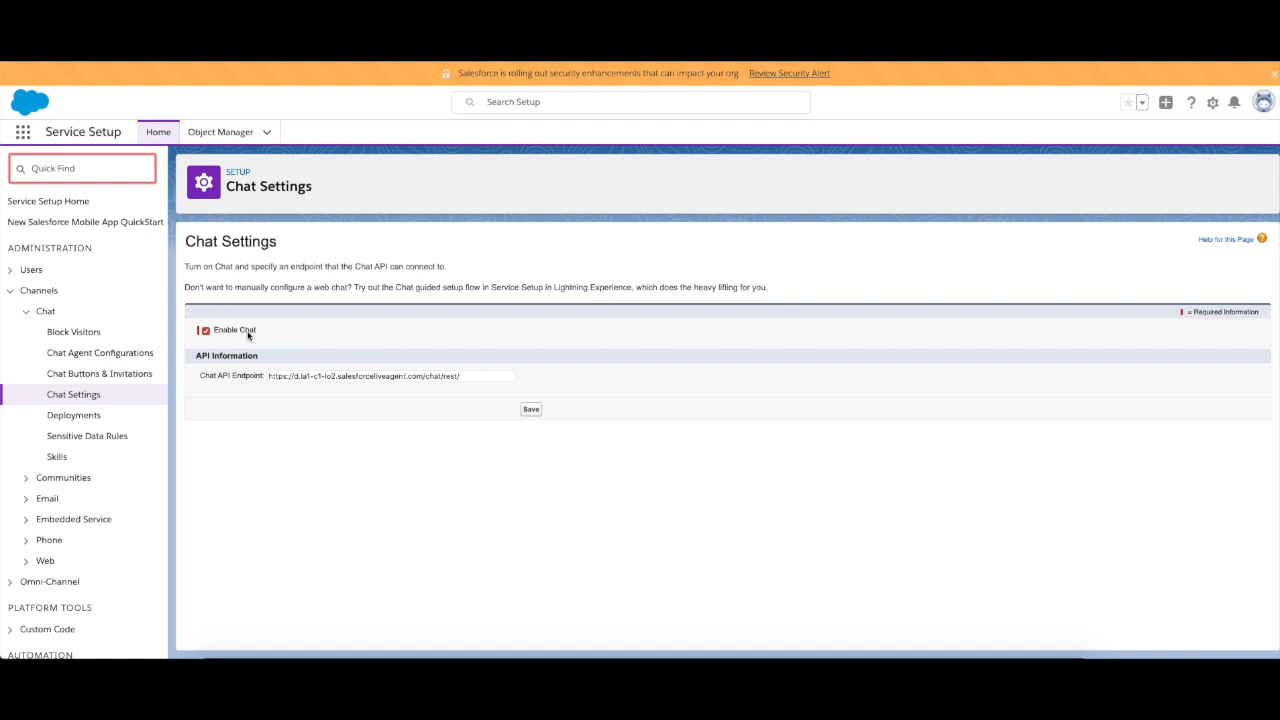 Salesforce is rolling out security enhancements that can impact your org Review Security Alert
Search Setup
Service Setup Home Object Manager
Quick Find
Service Setup Home
New Salesforce Mobile App QuickStart
ADMINISTRATION
Users
Channels
Chat
Block Visitors
Chat Agent Configurations
Chat Buttons & Invitations
Chat Settings
Deployments
Sensitive Data Rules
Skills
Communities
Email
Embedded Service
Phone
Web
Omni-Channel
PLATFORM TOOLS
Custom Code
AUTOMATION
SETUP
Chat Settings
Chat Settings
Help for this Page
Turn on Chat and specify an endpoint that the Chat API can connect to.
Don't want to manually configure a web chat? Try out the Chat guided setup flow in Service Setup in Lightning Experience, which does the heavy lifting for you.
= Required Information
Enable Chat
API Information
Chat API Endpoint: https://d.la1-c1-lo2.salesforceliveagent.com/chat/rest/
Save